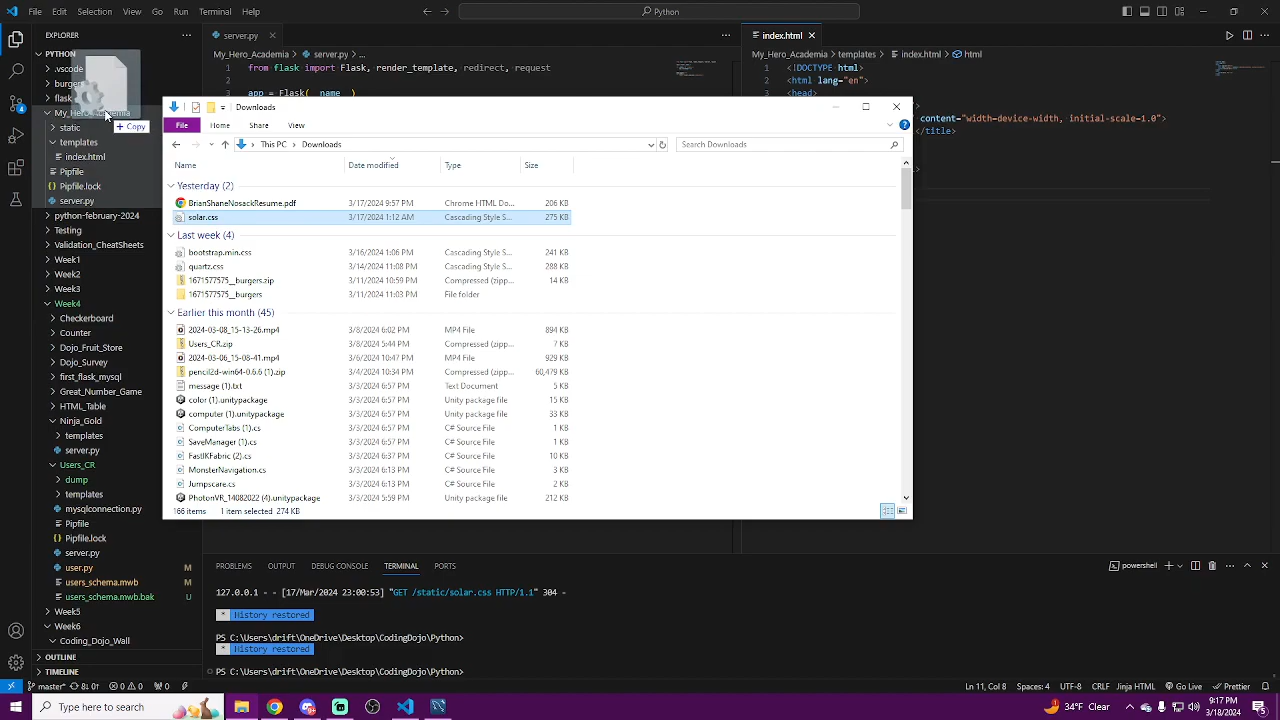 File Edit Selection View Go Run Terminal Help
Python
EXPLORER
server.py
index.html
PYTHON
My_Hero_Academia > server.py > ...
My_Hero_Academia > templates > index.html > html
.vscode
1 from flask import Flask, render_template, redirect, request
2
3 app = Flask(__name__)
1 <!DOCTYPE html>
2 <html lang="en">
content="width=device-width, initial-scale=1.0">
</title>
My_Hero_Academia
+ Copy
static
templates
index.html
Pipfile
Pipfile.lock
server.py
python-february-2024
Testing
Validation_CheatSheets
Week1
Week2
Week3
Week4
Checkerboard
Counter
Dojo_Fruit_Store
Dojo_Survey
first_flask_mysql
Great_Number_Game
HTML_Table
Ninja_Gold
templates
server.py
Users_CR
dump
templates
mysqlconnection.py
Pipfile
Pipfile.lock
server.py
user.py M
users_schema.mwb M
users_schema.mwb.bak U
Week5
Week6
Coding_Dojo_Wall
OUTLINE
TIMELINE
Downloads
File Home Share View
This PC > Downloads
Search Downloads
Name Date modified Type Size
Yesterday (2)
BrianShaneNosackResume.pdf 3/17/2024 9:57 PM Chrome HTML Do... 206 KB
solar.css 3/17/2024 1:12 AM Cascading Style S... 275 KB
Last week (4)
bootstrap.min.css 3/16/2024 1:06 PM Cascading Style S... 241 KB
quartz.css 3/14/2024 11:08 PM Cascading Style S... 288 KB
1671577575__burgers.zip 3/11/2024 10:59 PM Compressed (zipp... 14 KB
1671577575__burgers 3/11/2024 11:03 PM File folder
Earlier this month (45)
2024-03-08_15-13-26.mp4 3/8/2024 6:02 PM MP4 File 894 KB
Users_CR.zip 3/8/2024 5:44 PM Compressed (zipp... 7 KB
2024-03-06_15-08-41.mp4 3/6/2024 10:47 PM MP4 File 929 KB
pencil2d-win64-0.6.6 (1).zip 3/4/2024 10:34 PM Compressed (zipp... 60,479 KB
message (1).txt 3/3/2024 6:57 PM Text Document 5 KB
color (1).unitypackage 3/3/2024 6:57 PM Unity package file 15 KB
computer (1).unitypackage 3/3/2024 6:57 PM Unity package file 33 KB
ComputerTabs (1).cs 3/3/2024 6:57 PM C# Source File 1 KB
SaveManager (1).cs 3/3/2024 6:57 PM C# Source File 1 KB
FastIKFabric (2).cs 3/3/2024 6:37 PM C# Source File 10 KB
MonsterNavigation.cs 3/3/2024 6:13 PM C# Source File 3 KB
Jumpscare.cs 3/3/2024 6:13 PM C# Source File 2 KB
PhotonVR_14082022 (4).unitypackage 3/3/2024 5:59 PM Unity package file 212 KB
166 items 1 item selected 274 KB
PROBLEMS OUTPUT DEBUG CONSOLE TERMINAL PORTS
powershell
127.0.0.1 - - [17/Mar/2024 23:00:53] "GET /static/solar.css HTTP/1.1" 304 -
* History restored
PS C:\Users\drift\OneDrive\Desktop\CodingDojo\Python>
* History restored
PS C:\Users\drift\OneDrive\Desktop\CodingDojo\Python>
master* 8↓ 0↑ 0 0 0
Ln 11, Col 8 Spaces: 4 UTF-8 CRLF Jinja HTML Go Live Prettier
Type here to search
34°F Clear
9:17 PM
3/18/2024